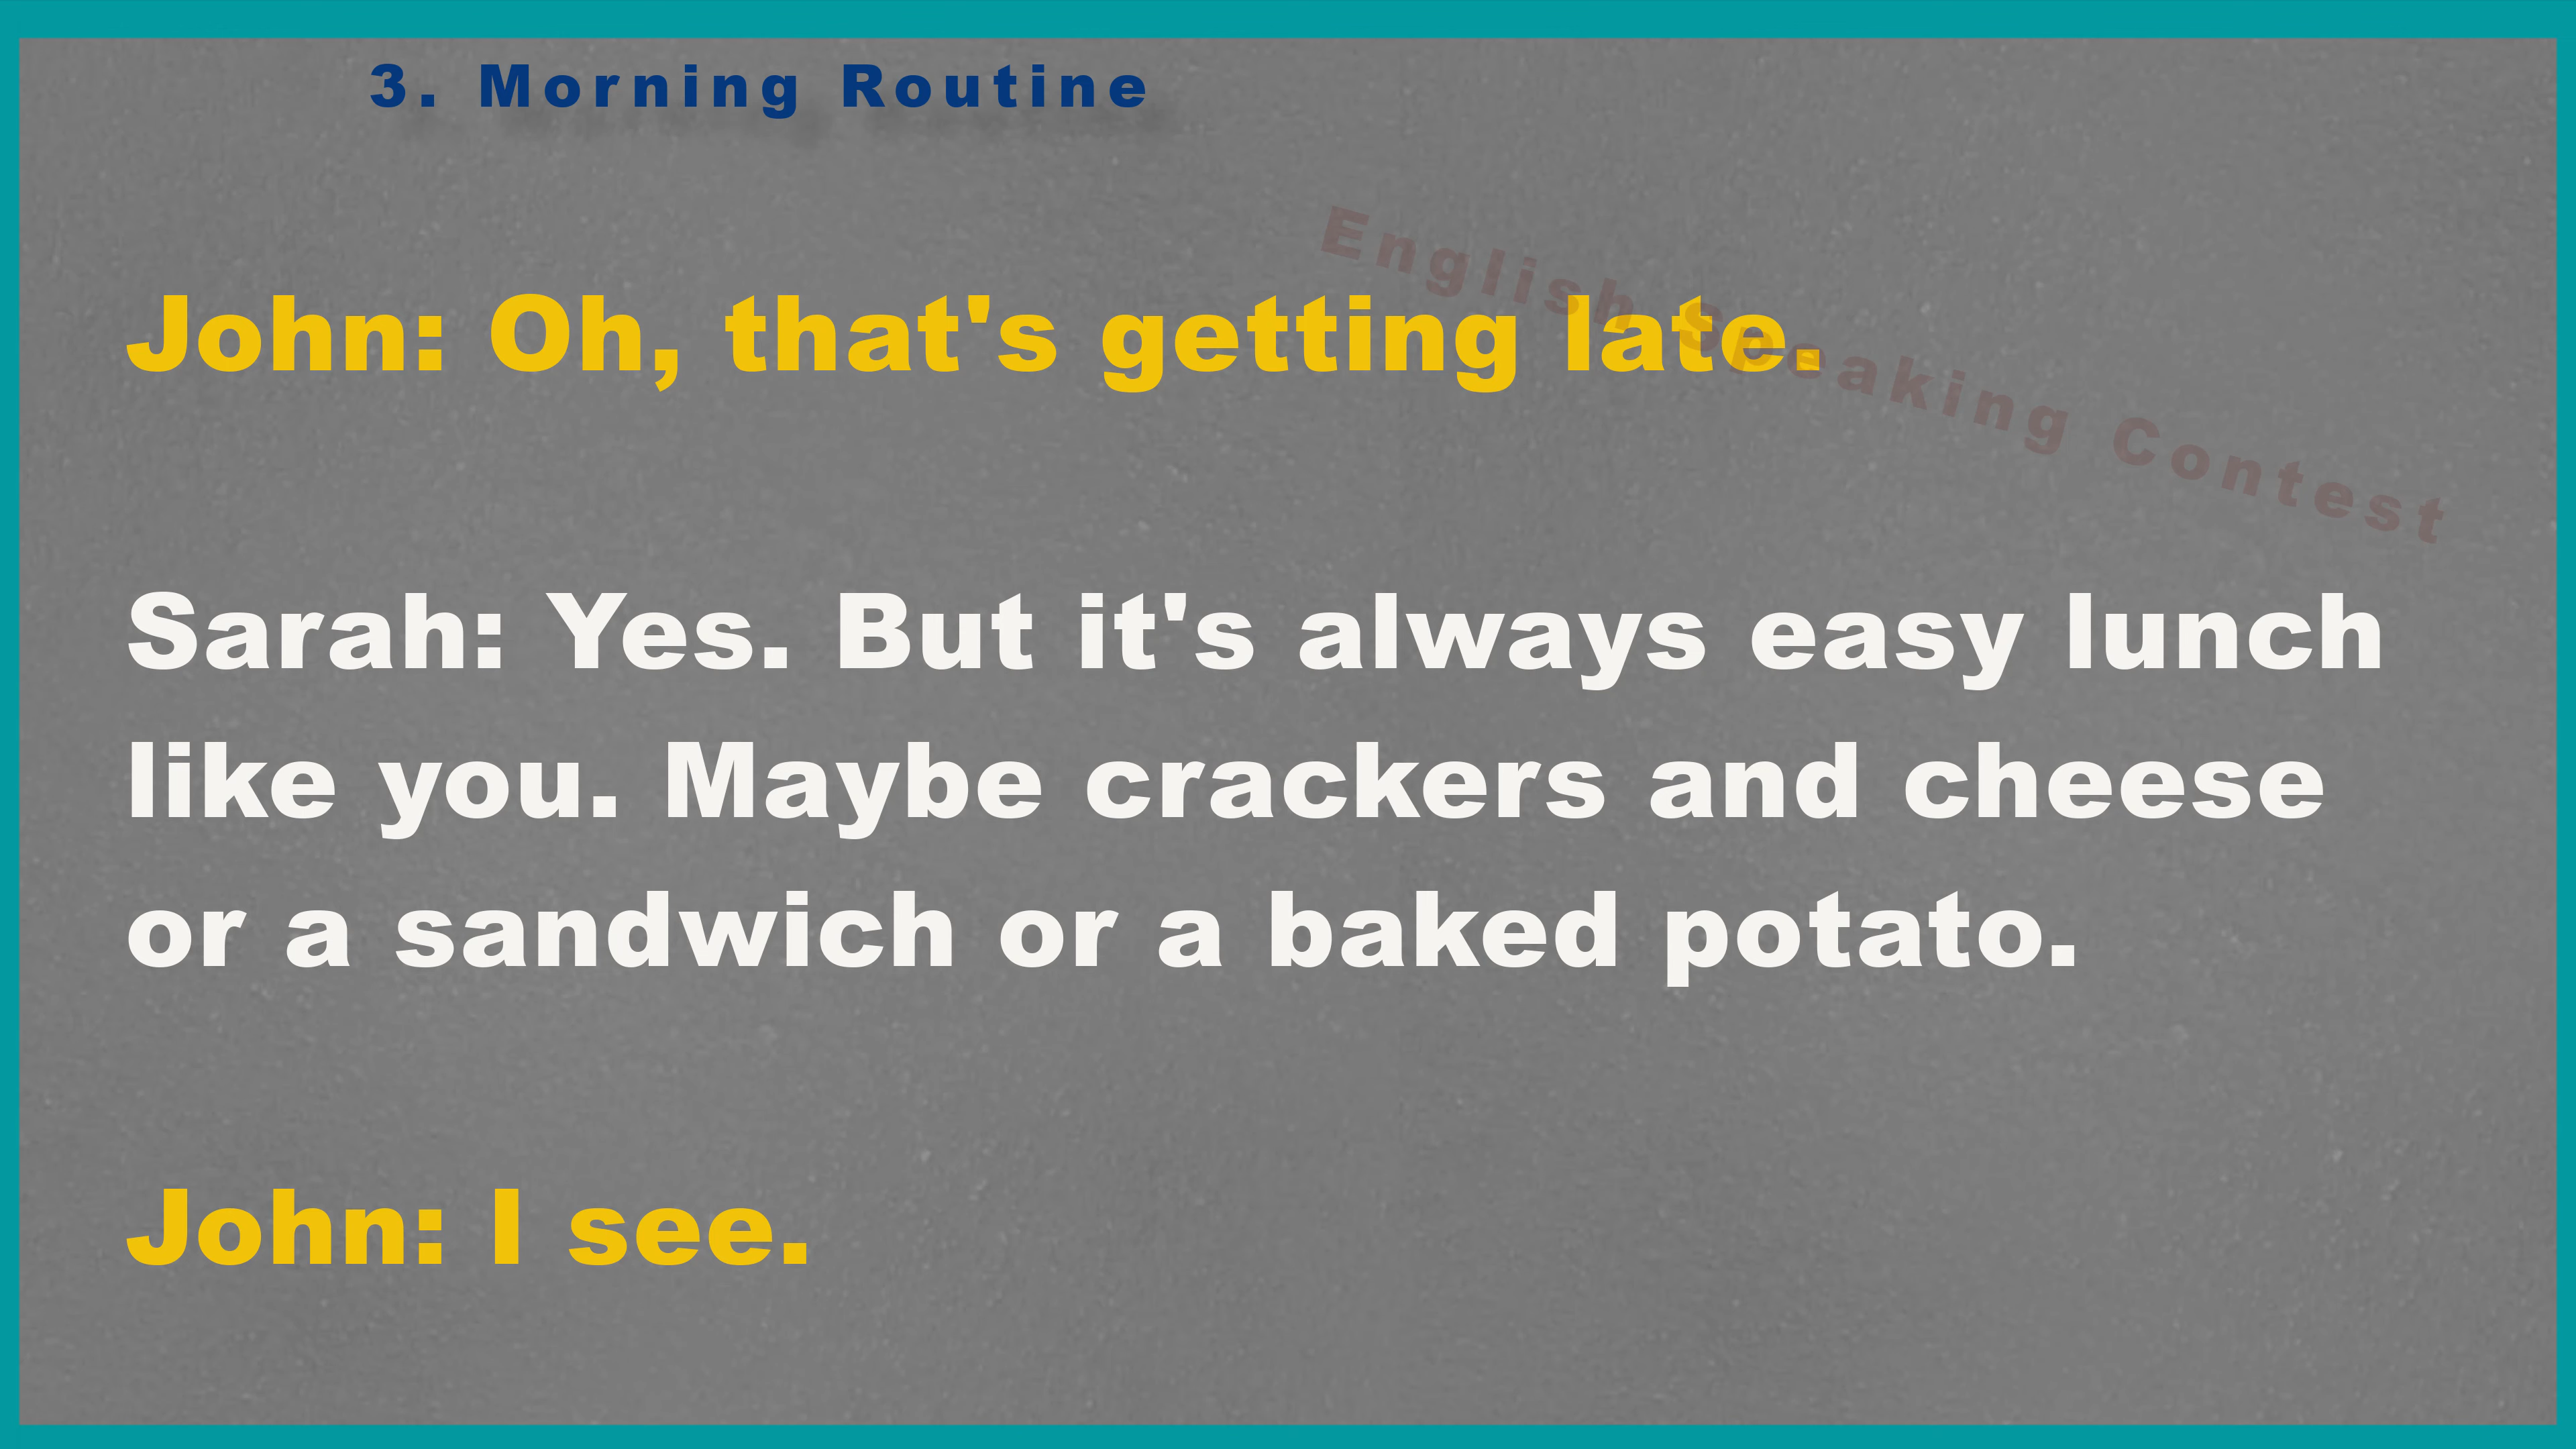 3. Morning Routine
English Speaking Contest
John: Oh, that's getting late.
Sarah: Yes. But it's always easy lunch
like you. Maybe crackers and cheese
or a sandwich or a baked potato.
John: I see.